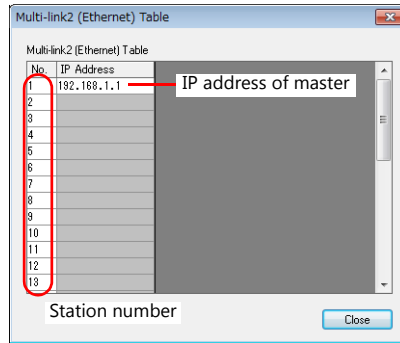 Multi-link2 (Ethernet) Table
Multi-link2 (Ethernet) Table
No. IP Address
1 192.168.1.1 IP address of master
2
3
4
5
6
7
8
9
10
11
12
13
Station number
Close